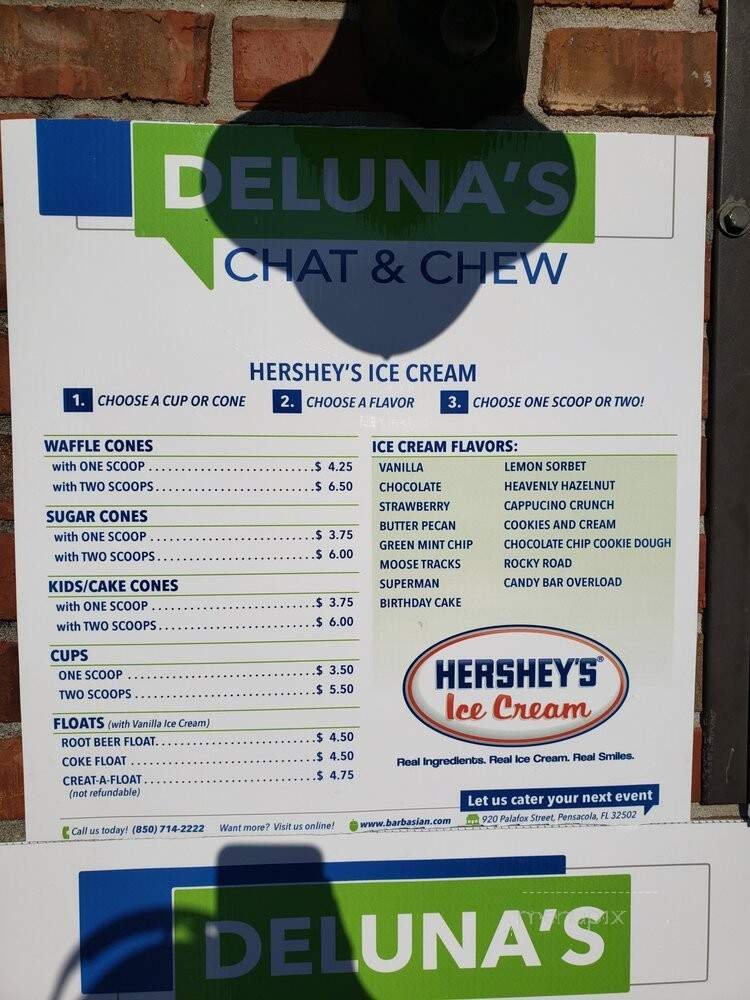 DELUNA'S
CHAT & CHEW
HERSHEY'S ICE CREAM
1. CHOOSE A CUP OR CONE 2. CHOOSE A FLAVOR 3. CHOOSE ONE SCOOP OR TWO!
WAFFLE CONES
with ONE SCOOP ............................$ 4.25
with TWO SCOOPS............................$ 6.50
SUGAR CONES
with ONE SCOOP ............................$ 3.75
with TWO SCOOPS............................$ 6.00
KIDS/CAKE CONES
with ONE SCOOP ............................$ 3.75
with TWO SCOOPS............................$ 6.00
CUPS
ONE SCOOP ................................$ 3.50
TWO SCOOPS ...............................$ 5.50
FLOATS (with Vanilla Ice Cream)
ROOT BEER FLOAT...........................$ 4.50
COKE FLOAT ...............................$ 4.50
CREAT-A-FLOAT ............................$ 4.75
(not refundable)
ICE CREAM FLAVORS:
VANILLA
CHOCOLATE
STRAWBERRY
BUTTER PECAN
GREEN MINT CHIP
MOOSE TRACKS
SUPERMAN
BIRTHDAY CAKE
LEMON SORBET
HEAVENLY HAZELNUT
CAPPUCINO CRUNCH
COOKIES AND CREAM
CHOCOLATE CHIP COOKIE DOUGH
ROCKY ROAD
CANDY BAR OVERLOAD
HERSHEY'S®
Ice Cream
Real Ingredients. Real Ice Cream. Real Smiles.
Let us cater your next event
Call us today! (850) 714-2222 Want more? Visit us online! www.barbasian.com 920 Palafox Street, Pensacola, FL 32502
menupix
DELUNA'S